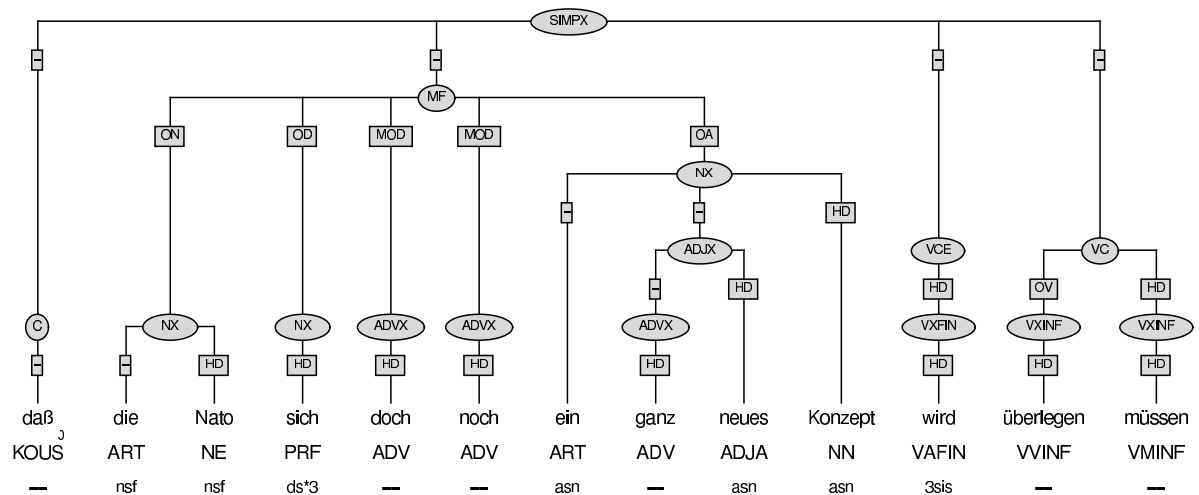 SIMPX
- - - -
MF
ON OD MOD MOD OA
NX
- - HD
ADJX VCE VC
- HD HD OV HD
C NX NX ADVX ADVX ADVX VXFIN VXINF VXINF
- - HD HD HD HD HD HD HD HD
daß die Nato sich doch noch ein ganz neues Konzept wird überlegen müssen
J
KOUS ART NE PRF ADV ADV ART ADV ADJA NN VAFIN VVINF VMINF
-- nsf nsf ds*3 -- -- asn -- asn asn 3sis -- --